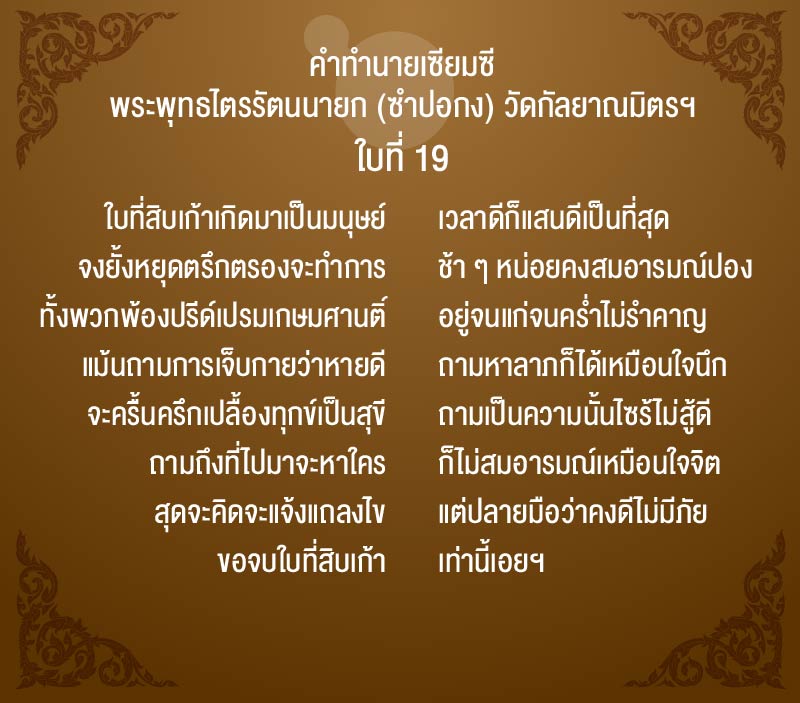 คำทำนายเซียมซี
พระพุทธไตรรัตนนายก (ซำปอกง) วัดกัลยาณมิตรฯ
ใบที่ 19
ใบที่สิบเก้าเกิดมาเป็นมนุษย์ เวลาดีก็แสนดีเป็นที่สุด
จงยั้งหยุดตรึกตรองจะทำการ ช้า ๆ หน่อยคงสมอารมณ์ปอง
ทั้งพวกพ้องปรีด์เปรมเกษมศานติ์ อยู่จนแก่จนคร่ำไม่รำคาญ
แม้นถามการเจ็บกายว่าหายดี ถามหาลาภก็ได้เหมือนใจนึก
จะครื้นครึกเปลื้องทุกข์เป็นสุขี ถามเป็นความนั้นไซร้ไม่สู้ดี
ถามถึงที่ไปมาจะหาใคร ก็ไม่สมอารมณ์เหมือนใจจิต
สุดจะคิดจะแจ้งแถลงไข แต่ปลายมือว่าคงดีไม่มีภัย
ขอจบใบที่สิบเก้า เท่านี้เอยฯ